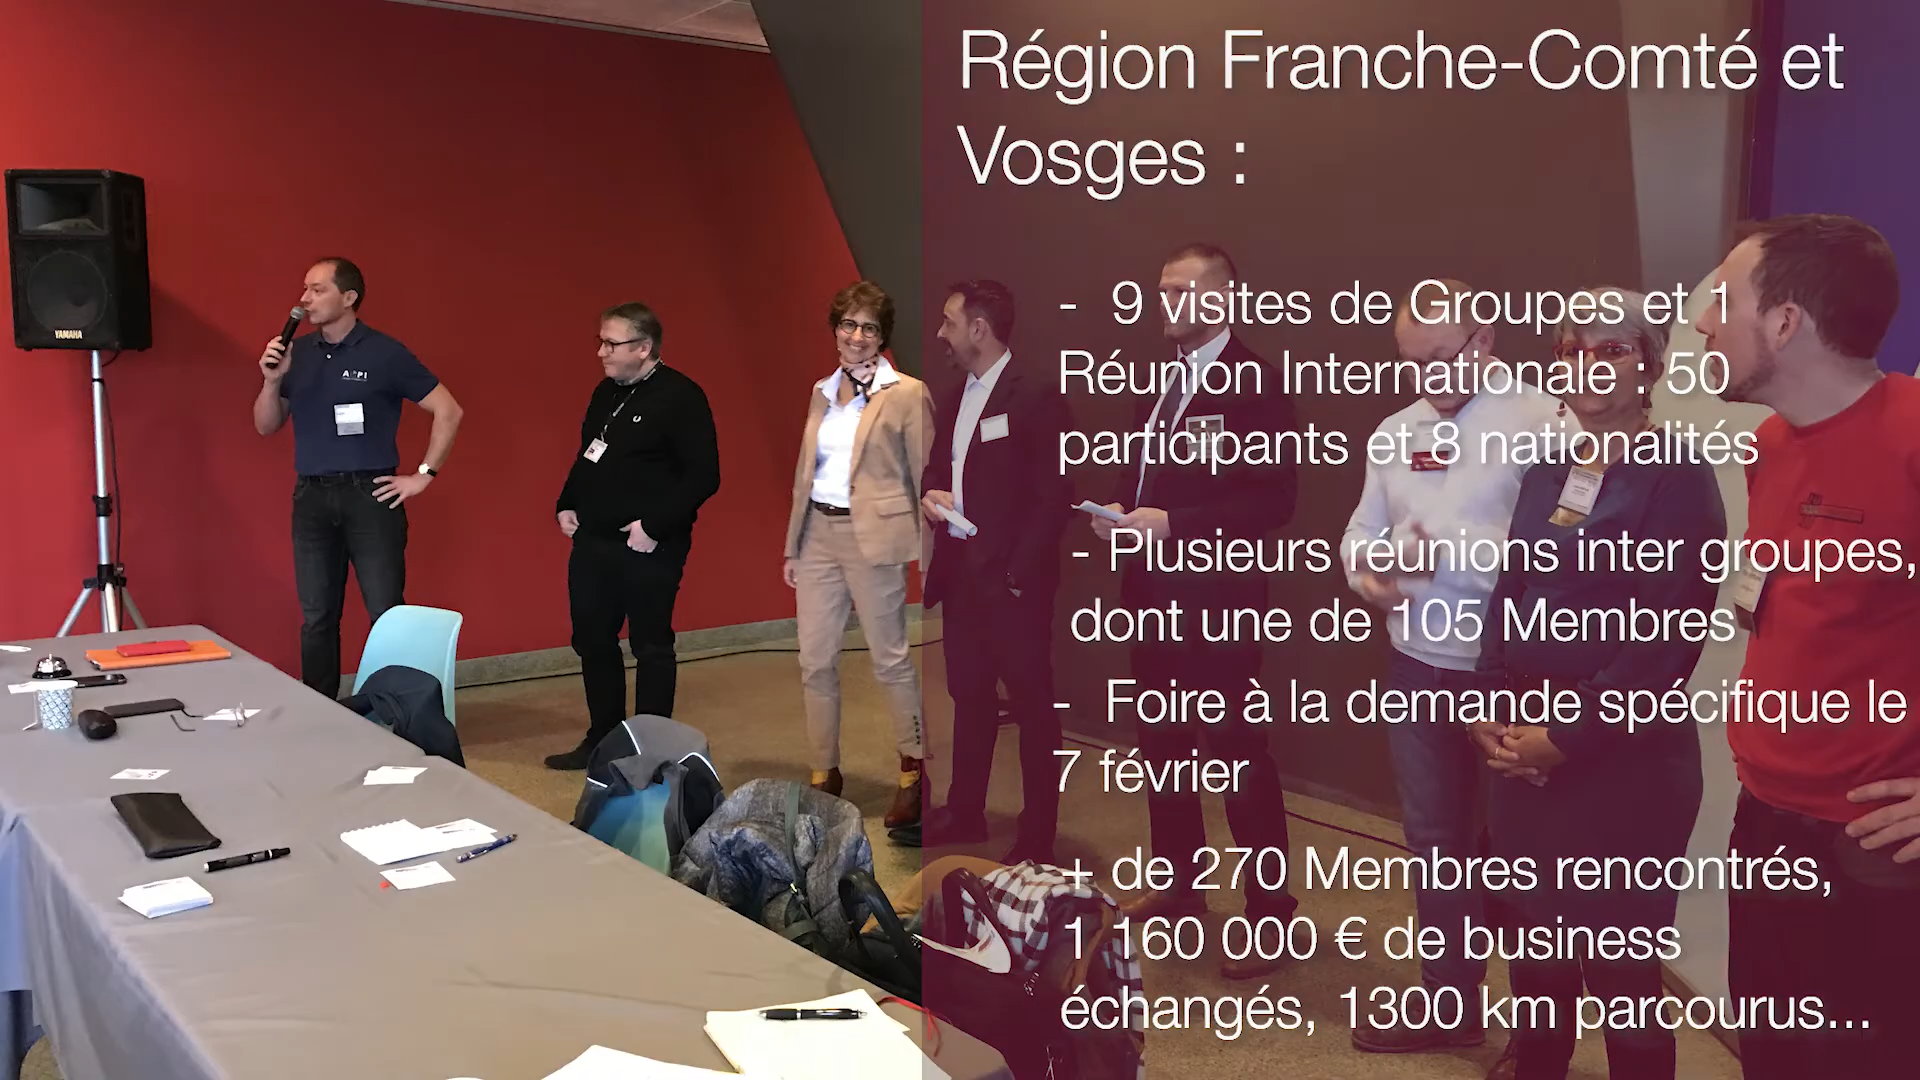 Région Franche-Comté et
Vosges :
- 9 visites de Groupes et 1
Réunion Internationale : 50
participants et 8 nationalités
- Plusieurs réunions inter groupes,
dont une de 105 Membres
- Foire à la demande spécifique le
7 février
+ de 270 Membres rencontrés,
1 160 000 € de business
échangés, 1300 km parcourus...
YAMAHA